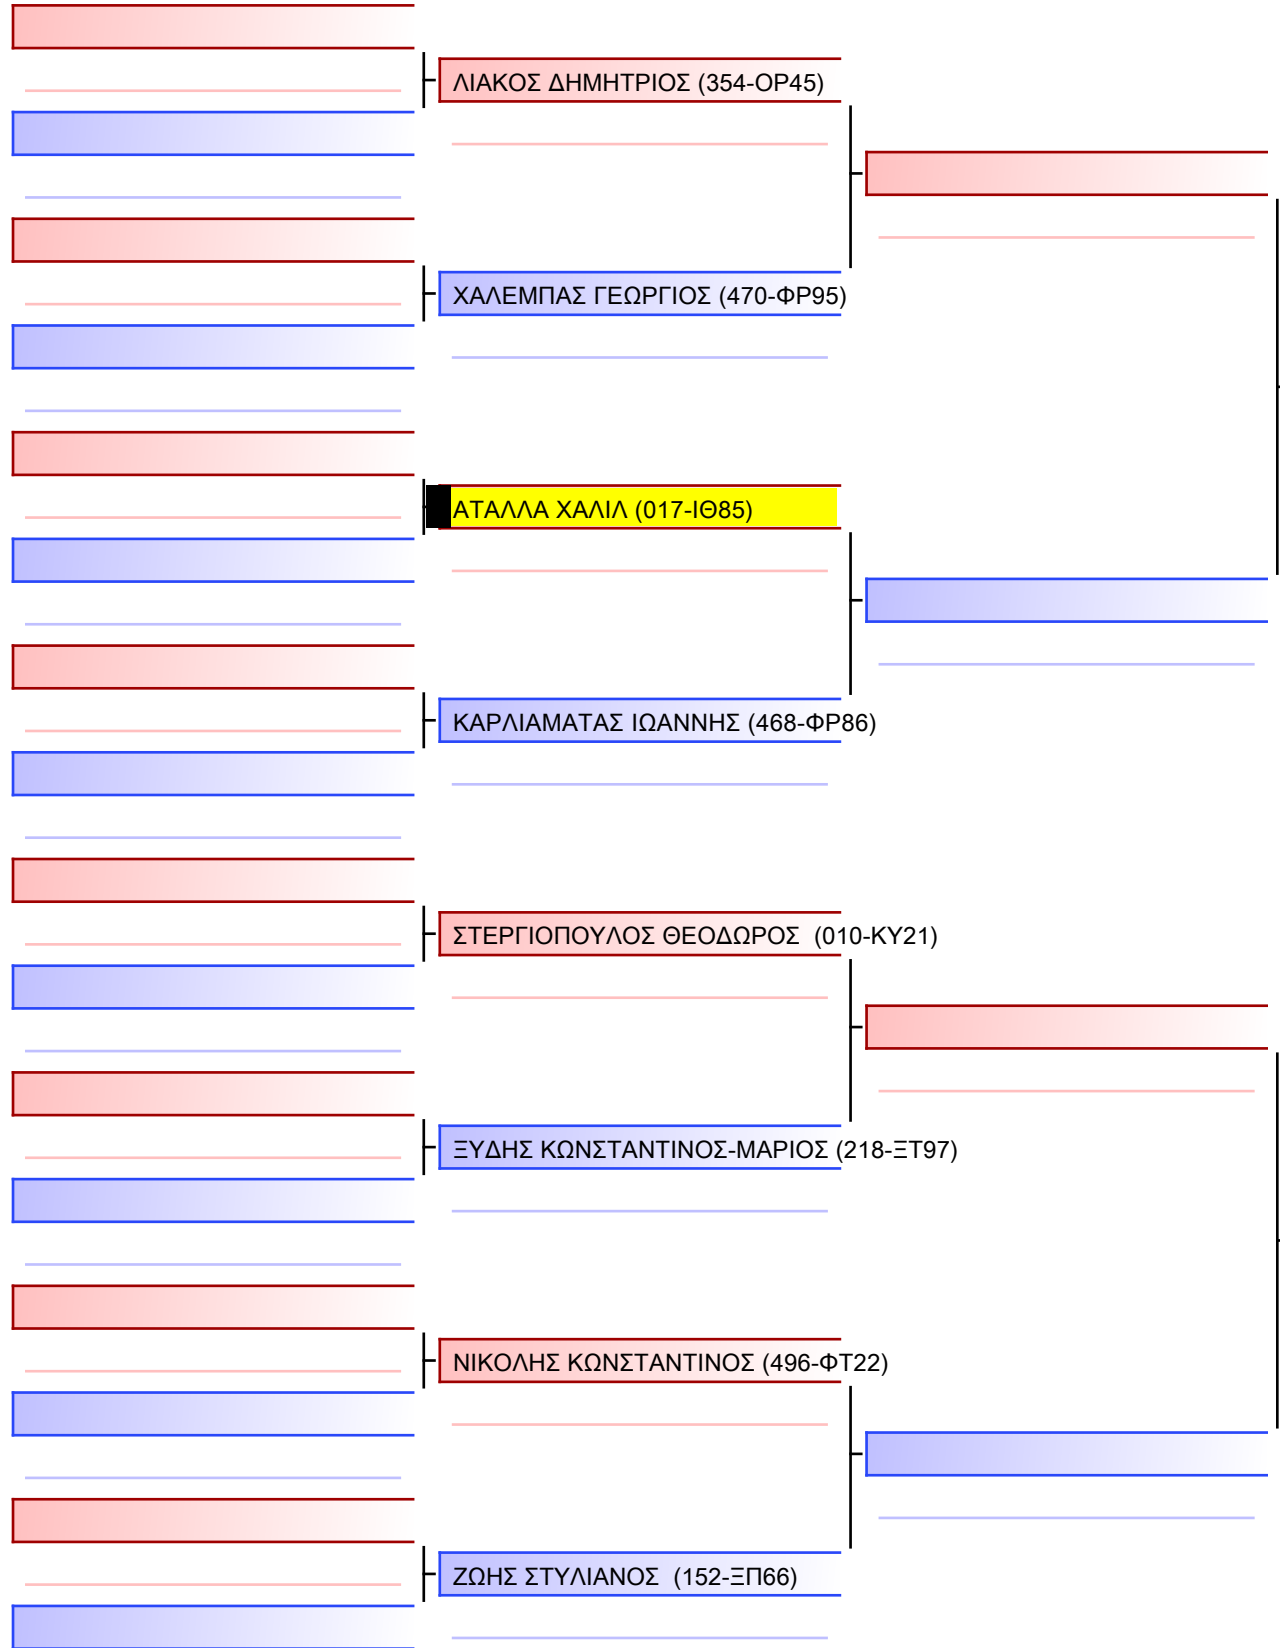 ΛΙΑΚΟΣ ΔΗΜΗΤΡΙΟΣ (354-ΟΡ45)
ΧΑΛΕΜΠΑΣ ΓΕΩΡΓΙΟΣ (470-ΦΡ95)
ΑΤΑΛΛΑ ΧΑΛΙΛ (017-ΙΘ85)
ΚΑΡΛΙΑΜΑΤΑΣ ΙΩΑΝΝΗΣ (468-ΦΡ86)
ΣΤΕΡΓΙΟΠΟΥΛΟΣ ΘΕΟΔΩΡΟΣ (010-ΚΥ21)
ΞΥΔΗΣ ΚΩΝΣΤΑΝΤΙΝΟΣ-ΜΑΡΙΟΣ (218-ΞΤ97)
ΝΙΚΟΛΗΣ ΚΩΝΣΤΑΝΤΙΝΟΣ (496-ΦΤ22)
ΖΩΗΣ ΣΤΥΛΙΑΝΟΣ (152-ΞΠ66)